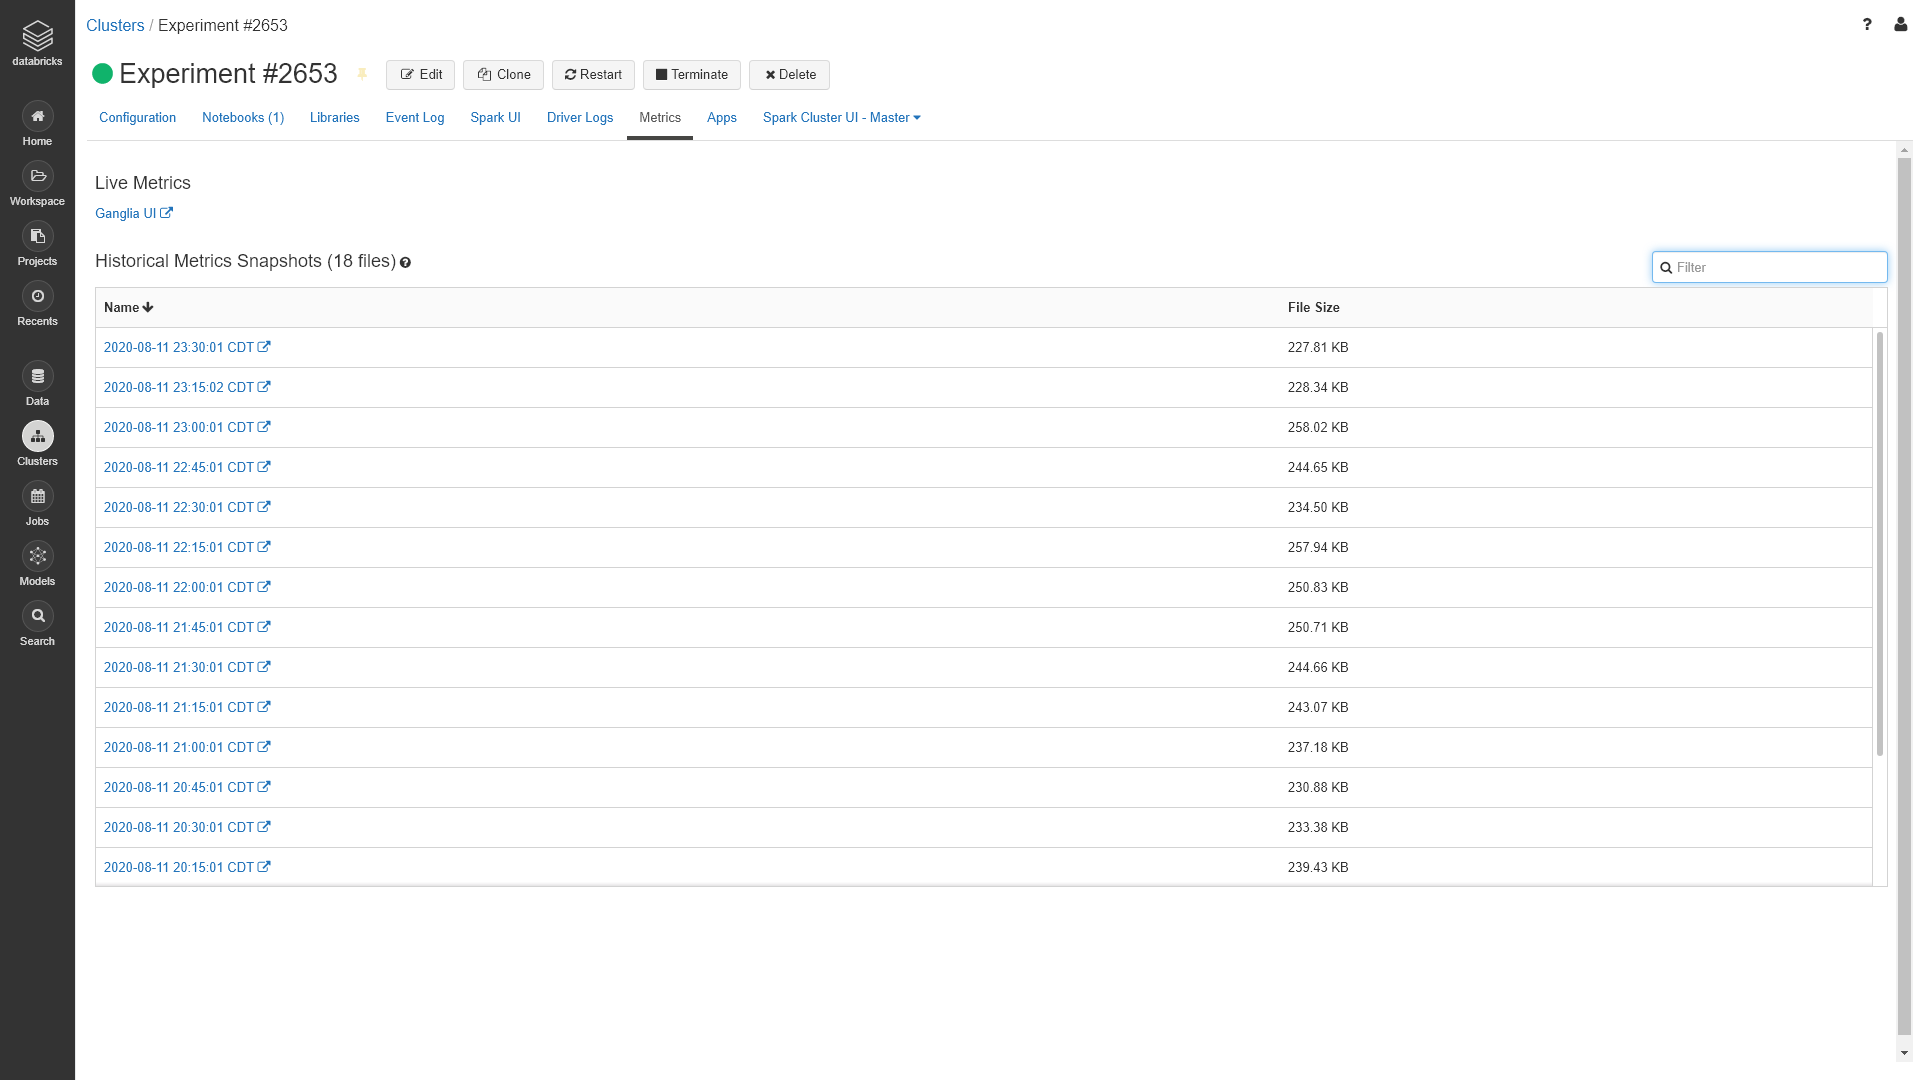 Clusters / Experiment #2653
?
databricks
Experiment #2653
Edit
Clone
Restart
Terminate
Delete
Configuration
Notebooks (1)
Libraries
Event Log
Spark UI
Driver Logs
Metrics
Apps
Spark Cluster UI - Master
Home
Workspace
Projects
Recents
Data
Clusters
Jobs
Models
Search
Live Metrics
Ganglia UI
Historical Metrics Snapshots (18 files) ?
Filter
Name File Size
2020-08-11 23:30:01 CDT 227.81 KB
2020-08-11 23:15:02 CDT 228.34 KB
2020-08-11 23:00:01 CDT 258.02 KB
2020-08-11 22:45:01 CDT 244.65 KB
2020-08-11 22:30:01 CDT 234.50 KB
2020-08-11 22:15:01 CDT 257.94 KB
2020-08-11 22:00:01 CDT 250.83 KB
2020-08-11 21:45:01 CDT 250.71 KB
2020-08-11 21:30:01 CDT 244.66 KB
2020-08-11 21:15:01 CDT 243.07 KB
2020-08-11 21:00:01 CDT 237.18 KB
2020-08-11 20:45:01 CDT 230.88 KB
2020-08-11 20:30:01 CDT 233.38 KB
2020-08-11 20:15:01 CDT 239.43 KB